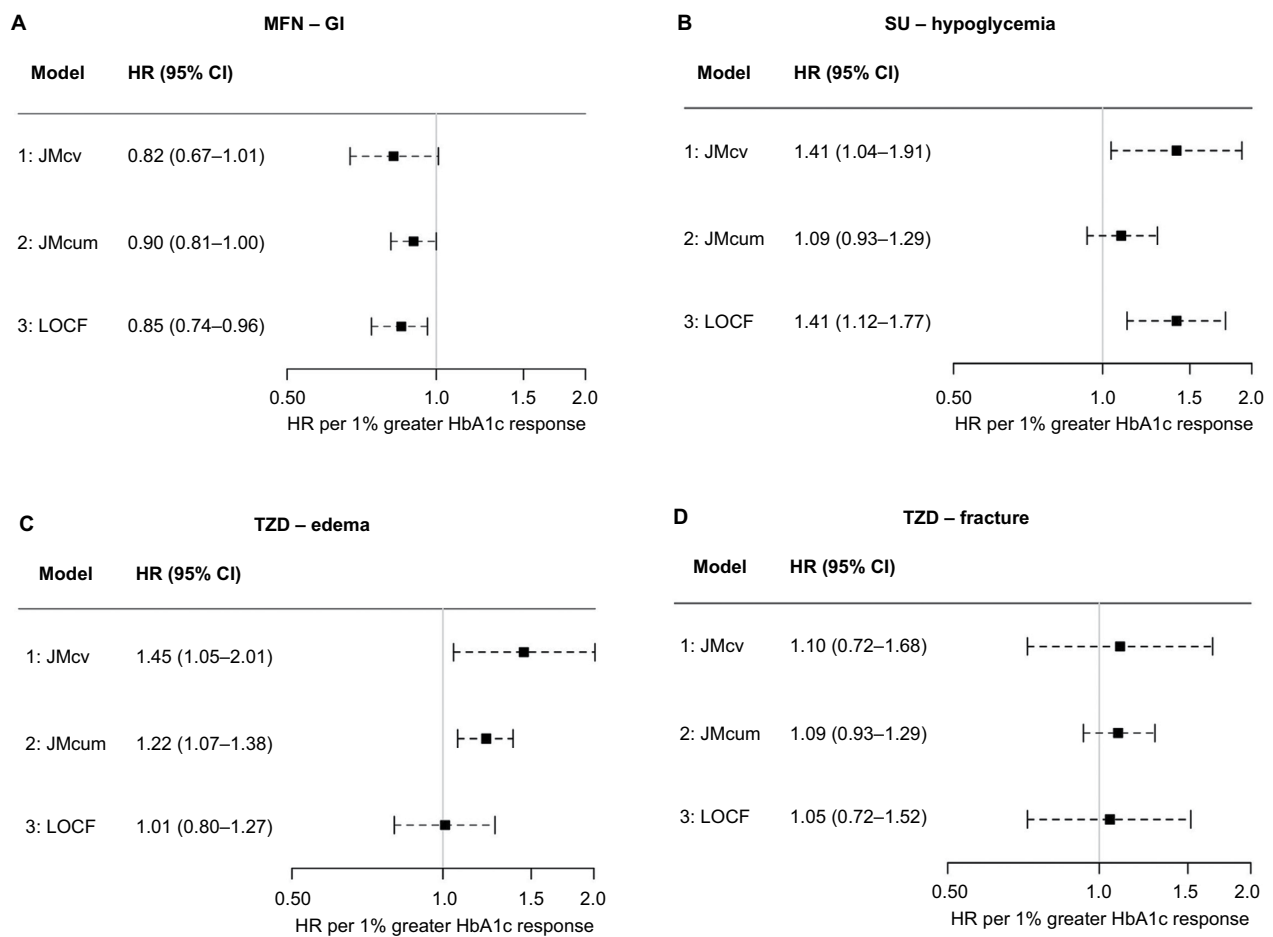 A
MFN – GI
Model HR (95% CI)
1: JMcv 0.82 (0.67–1.01)
2: JMcum 0.90 (0.81–1.00)
3: LOCF 0.85 (0.74–0.96)
0.50 1.0 1.5 2.0
HR per 1% greater HbA1c response
B
SU – hypoglycemia
Model HR (95% CI)
1: JMcv 1.41 (1.04–1.91)
2: JMcum 1.09 (0.93–1.29)
3: LOCF 1.41 (1.12–1.77)
0.50 1.0 1.5 2.0
HR per 1% greater HbA1c response
C
TZD – edema
Model HR (95% CI)
1: JMcv 1.45 (1.05–2.01)
2: JMcum 1.22 (1.07–1.38)
3: LOCF 1.01 (0.80–1.27)
0.50 1.0 1.5 2.0
HR per 1% greater HbA1c response
D
TZD – fracture
Model HR (95% CI)
1: JMcv 1.10 (0.72–1.68)
2: JMcum 1.09 (0.93–1.29)
3: LOCF 1.05 (0.72–1.52)
0.50 1.0 1.5 2.0
HR per 1% greater HbA1c response